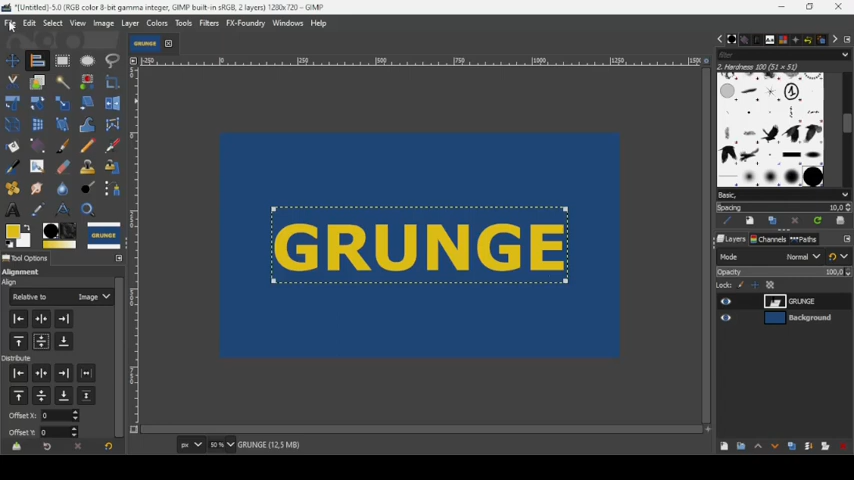 *[Untitled]-5.0 (RGB color 8-bit gamma integer, GIMP built-in sRGB, 2 layers) 1280x720 – GIMP
File Edit Select View Image Layer Colors Tools Filters FX-Foundry Windows Help
GRUNGE
2. Hardness 100 (51 × 51)
Basic,
Spacing 10,0
Layers Channels Paths
Mode Normal
Opacity 100,0
Lock:
GRUNGE
Background
GRUNGE
GRUNGE
Tool Options
Alignment
Align
Relative to Image
Distribute
Offset X: 0
Offset Y: 0
px 50 % GRUNGE (12,5 MB)